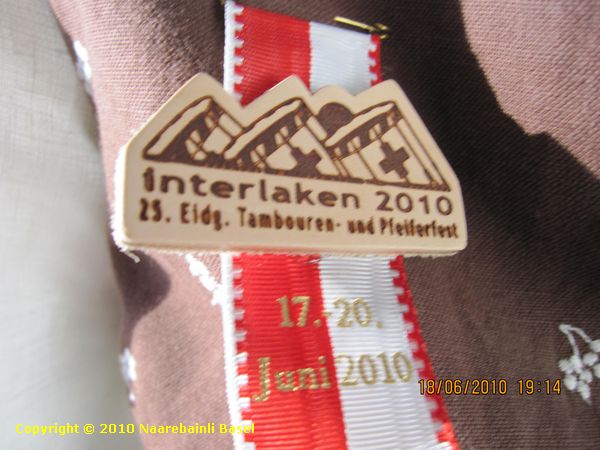 interlaken 2010
25. Eidg. Tambouren- und Pfeiferfest
17.-20.
Juni 2010
18/06/2010 19:14
Copyright © 2010 Naarebainli Basel